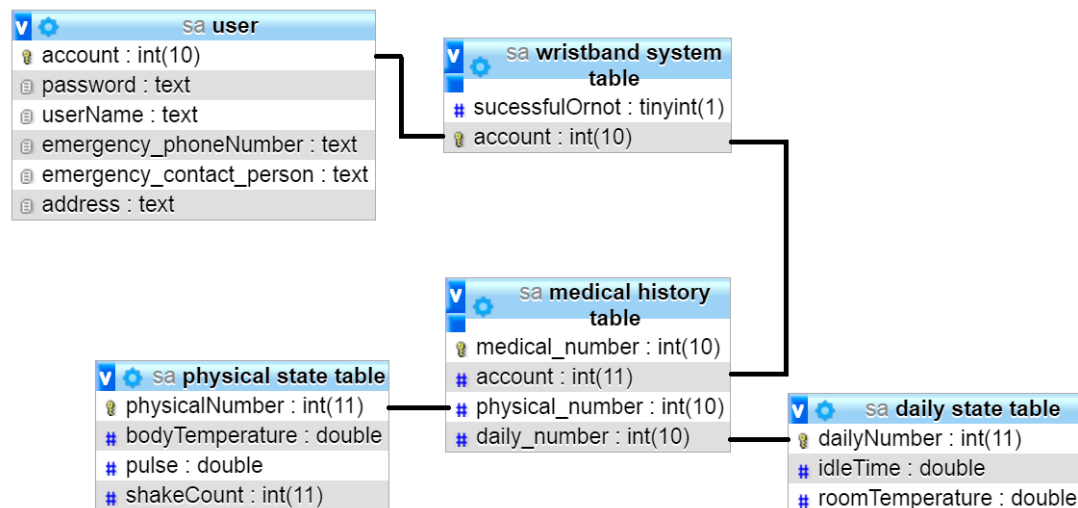 v sa user
account : int(10)
password : text
userName : text
emergency_phoneNumber : text
emergency_contact_person : text
address : text
v sa wristband system
table
# sucessfulOrnot : tinyint(1)
account : int(10)
v sa medical history
table
medical_number : int(10)
# account : int(11)
# physical_number : int(10)
# daily_number : int(10)
v sa physical state table
physicalNumber : int(11)
# bodyTemperature : double
# pulse : double
# shakeCount : int(11)
v sa daily state table
dailyNumber : int(11)
# idleTime : double
# roomTemperature : double